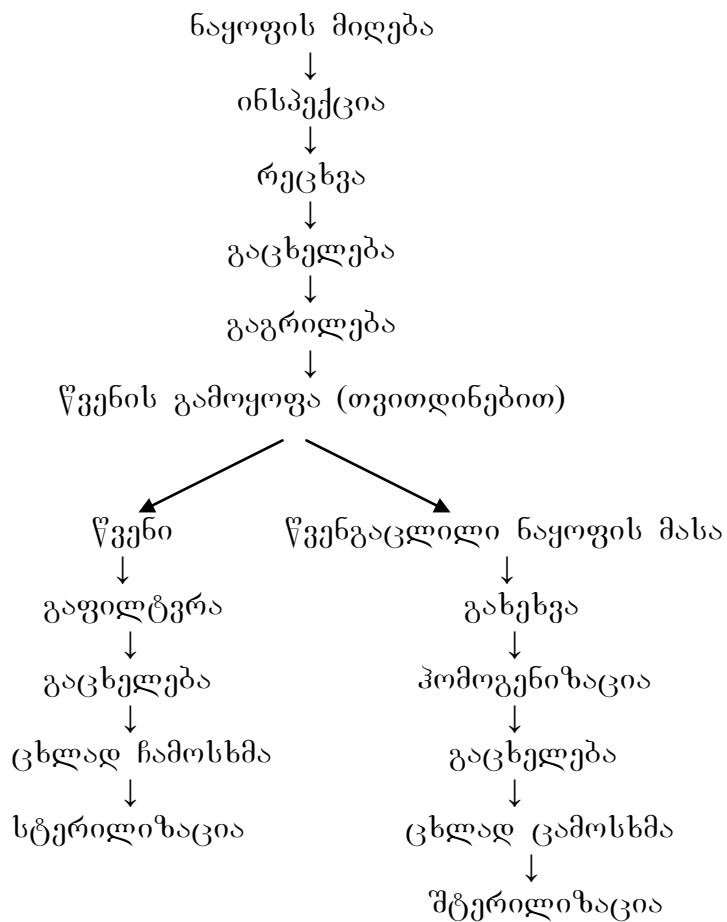 ნაყოფის მიღება
↓
ინსპექცია
↓
რეცხვა
↓
გაცხელება
↓
გაგრილება
↓
წვენის გამოყოფა (თვითდინებით)
წვენი
↓
გაფილტვრა
↓
გაცხელება
↓
ცხლად ჩამოსხმა
↓
სტერილიზაცია
წვენგაცლილი ნაყოფის მასა
↓
გახეხვა
↓
ჰომოგენიზაცია
↓
გაცხელება
↓
ცხლად ცამოსხმა
↓
შტერილიზაცია